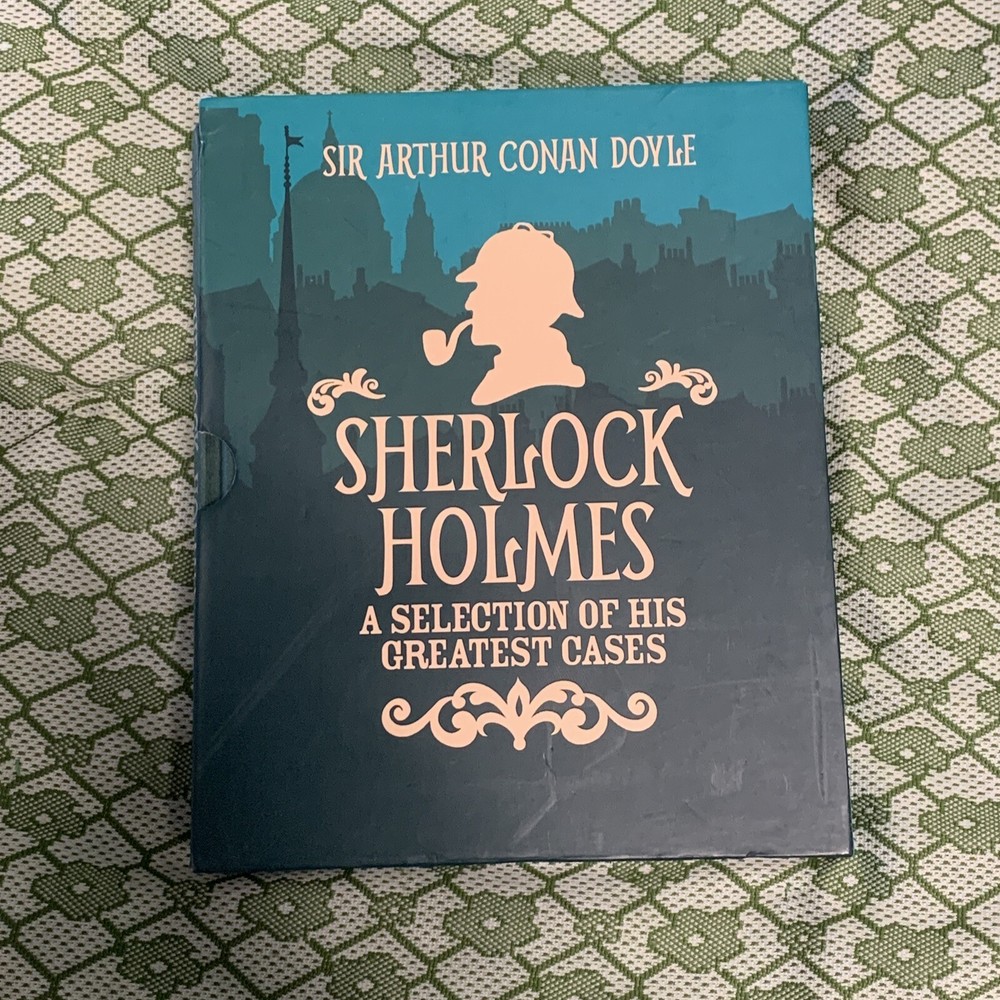 SIR ARTHUR CONAN DOYLE
SHERLOCK
HOLMES
A SELECTION OF HIS
GREATEST CASES